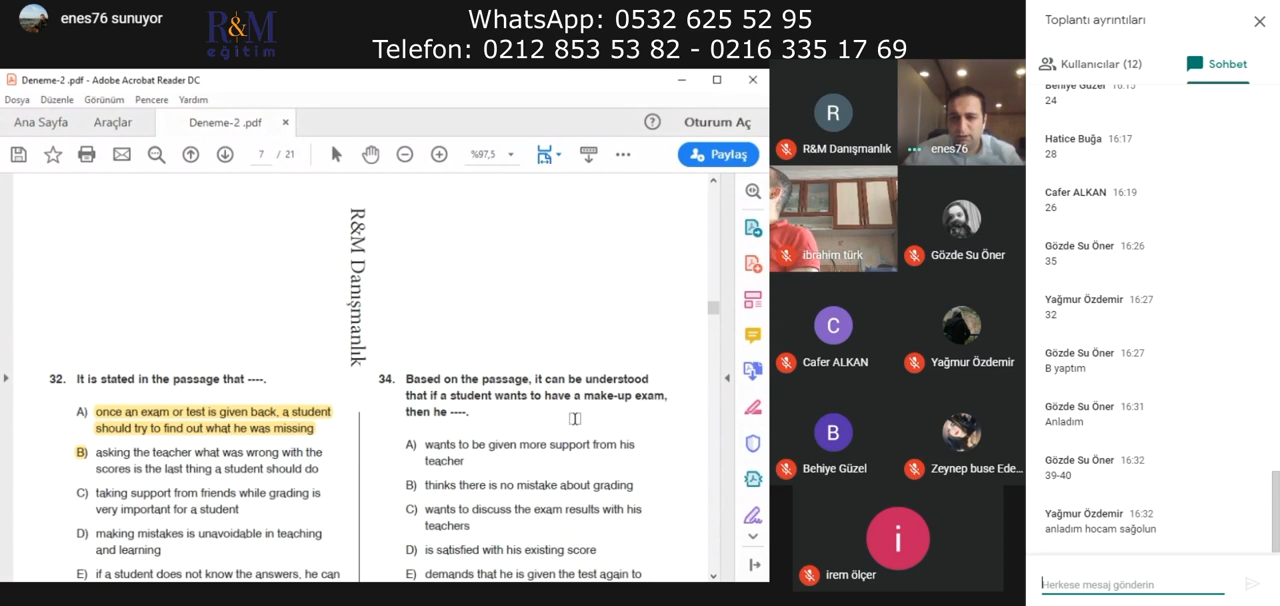 enes76 sunuyor
R&M
eğitim
WhatsApp: 0532 625 52 95
Telefon: 0212 853 53 82 - 0216 335 17 69
Deneme-2 .pdf - Adobe Acrobat Reader DC
Dosya Düzenle Görünüm Pencere Yardım
Ana Sayfa Araçlar Deneme-2 .pdf × Oturum Aç
7 / 21 %97,5 Paylaş
R&M Danışmanlık
32. It is stated in the passage that ----.
A) once an exam or test is given back, a student
should try to find out what he was missing
B) asking the teacher what was wrong with the
scores is the last thing a student should do
C) taking support from friends while grading is
very important for a student
D) making mistakes is unavoidable in teaching
and learning
E) if a student does not know the answers, he can
34. Based on the passage, it can be understood
that if a student wants to have a make-up exam,
then he ----.
A) wants to be given more support from his
teacher
B) thinks there is no mistake about grading
C) wants to discuss the exam results with his
teachers
D) is satisfied with his existing score
E) demands that he is given the test again to
R
R&M Danışmanlık
enes76
ibrahim türk
Gözde Su Öner
C
Cafer ALKAN
Yağmur Özdemir
B
Behiye Güzel
Zeynep buse Ede...
i
irem ölçer
Toplantı ayrıntıları
Kullanıcılar (12)
Sohbet
Behiye Güzel 16:15
24
Hatice Buğa 16:17
28
Cafer ALKAN 16:19
26
Gözde Su Öner 16:26
35
Yağmur Özdemir 16:27
32
Gözde Su Öner 16:27
B yaptım
Gözde Su Öner 16:31
Anladım
Gözde Su Öner 16:32
39-40
Yağmur Özdemir 16:32
anladım hocam sağolun
Herkese mesaj gönderin